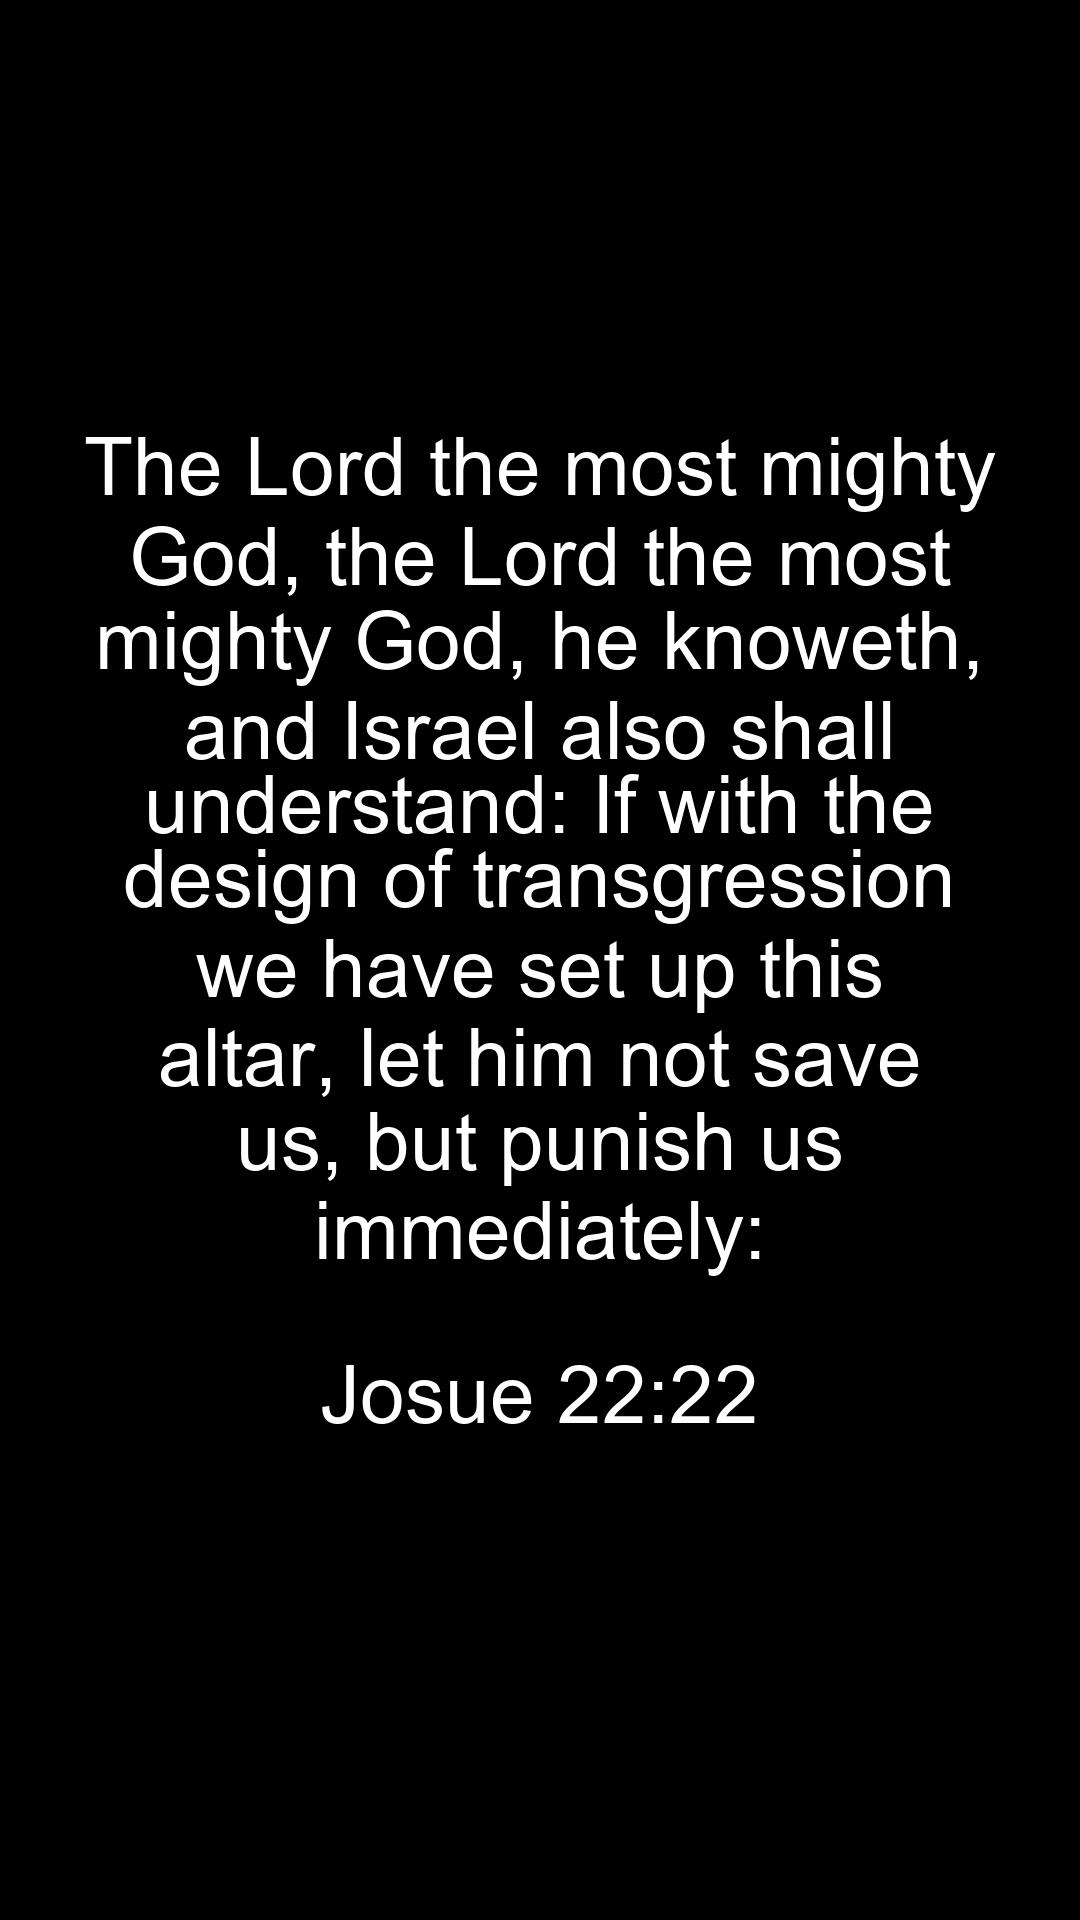 The Lord the most mighty
God, the Lord the most
mighty God, he knoweth,
and Israel also shall
understand: If with the
design of transgression
we have set up this
altar, let him not save
us, but punish us
immediately:
Josue 22:22